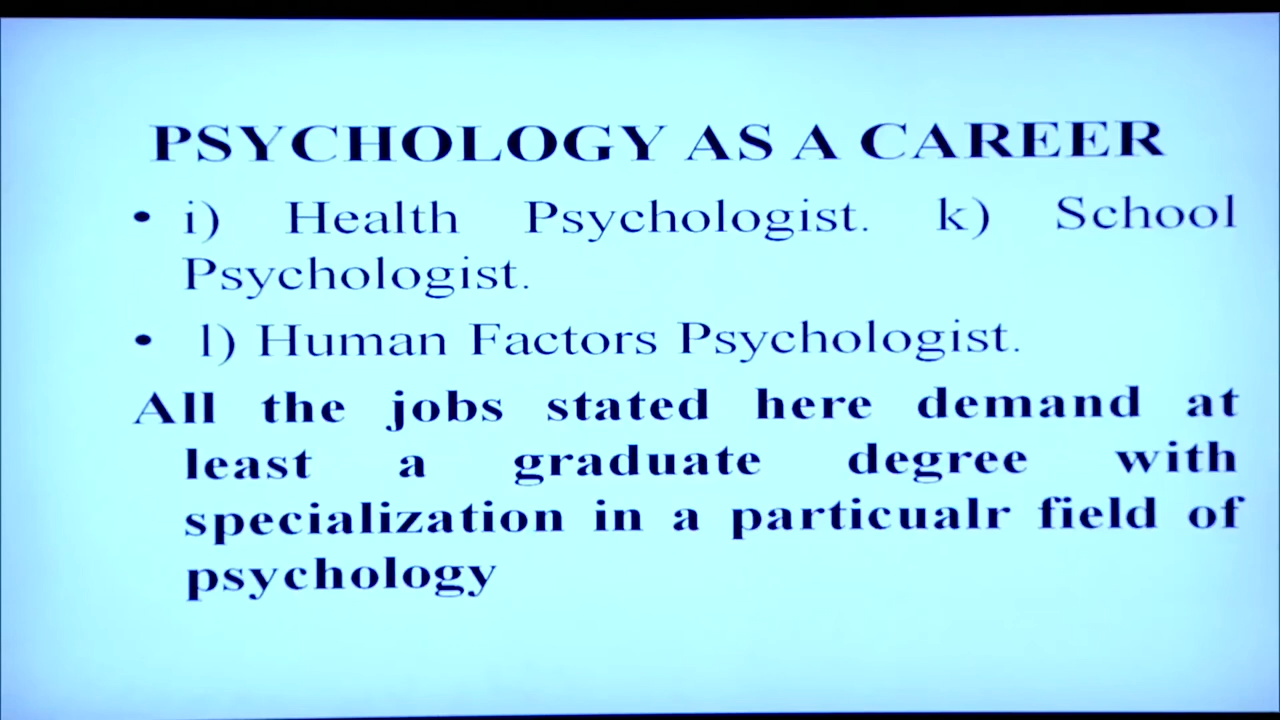 PSYCHOLOGY AS A CAREER
• i) Health Psychologist. k) School
Psychologist.
• l) Human Factors Psychologist.
All the jobs stated here demand at
least a graduate degree with
specialization in a particualr field of
psychology